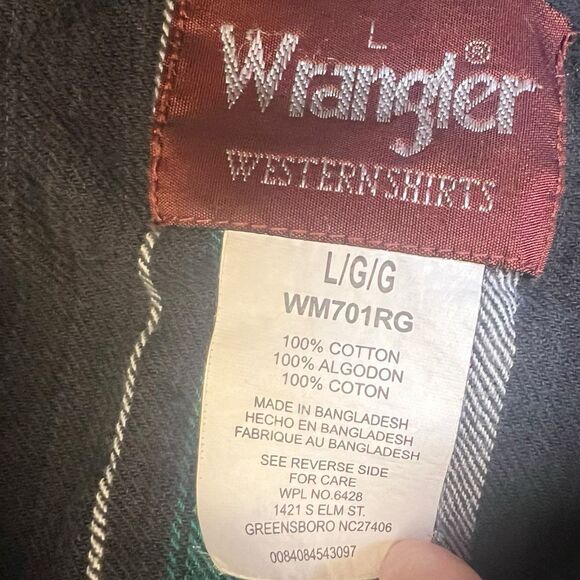 L
Wrangler®
WESTERN SHIRTS
L/G/G
WM701RG
100% COTTON
100% ALGODON
100% COTON
MADE IN BANGLADESH
HECHO EN BANGLADESH
FABRIQUE AU BANGLADESH
SEE REVERSE SIDE
FOR CARE
WPL NO.6428
1421 S ELM ST.
GREENSBORO NC27406
0084084543097